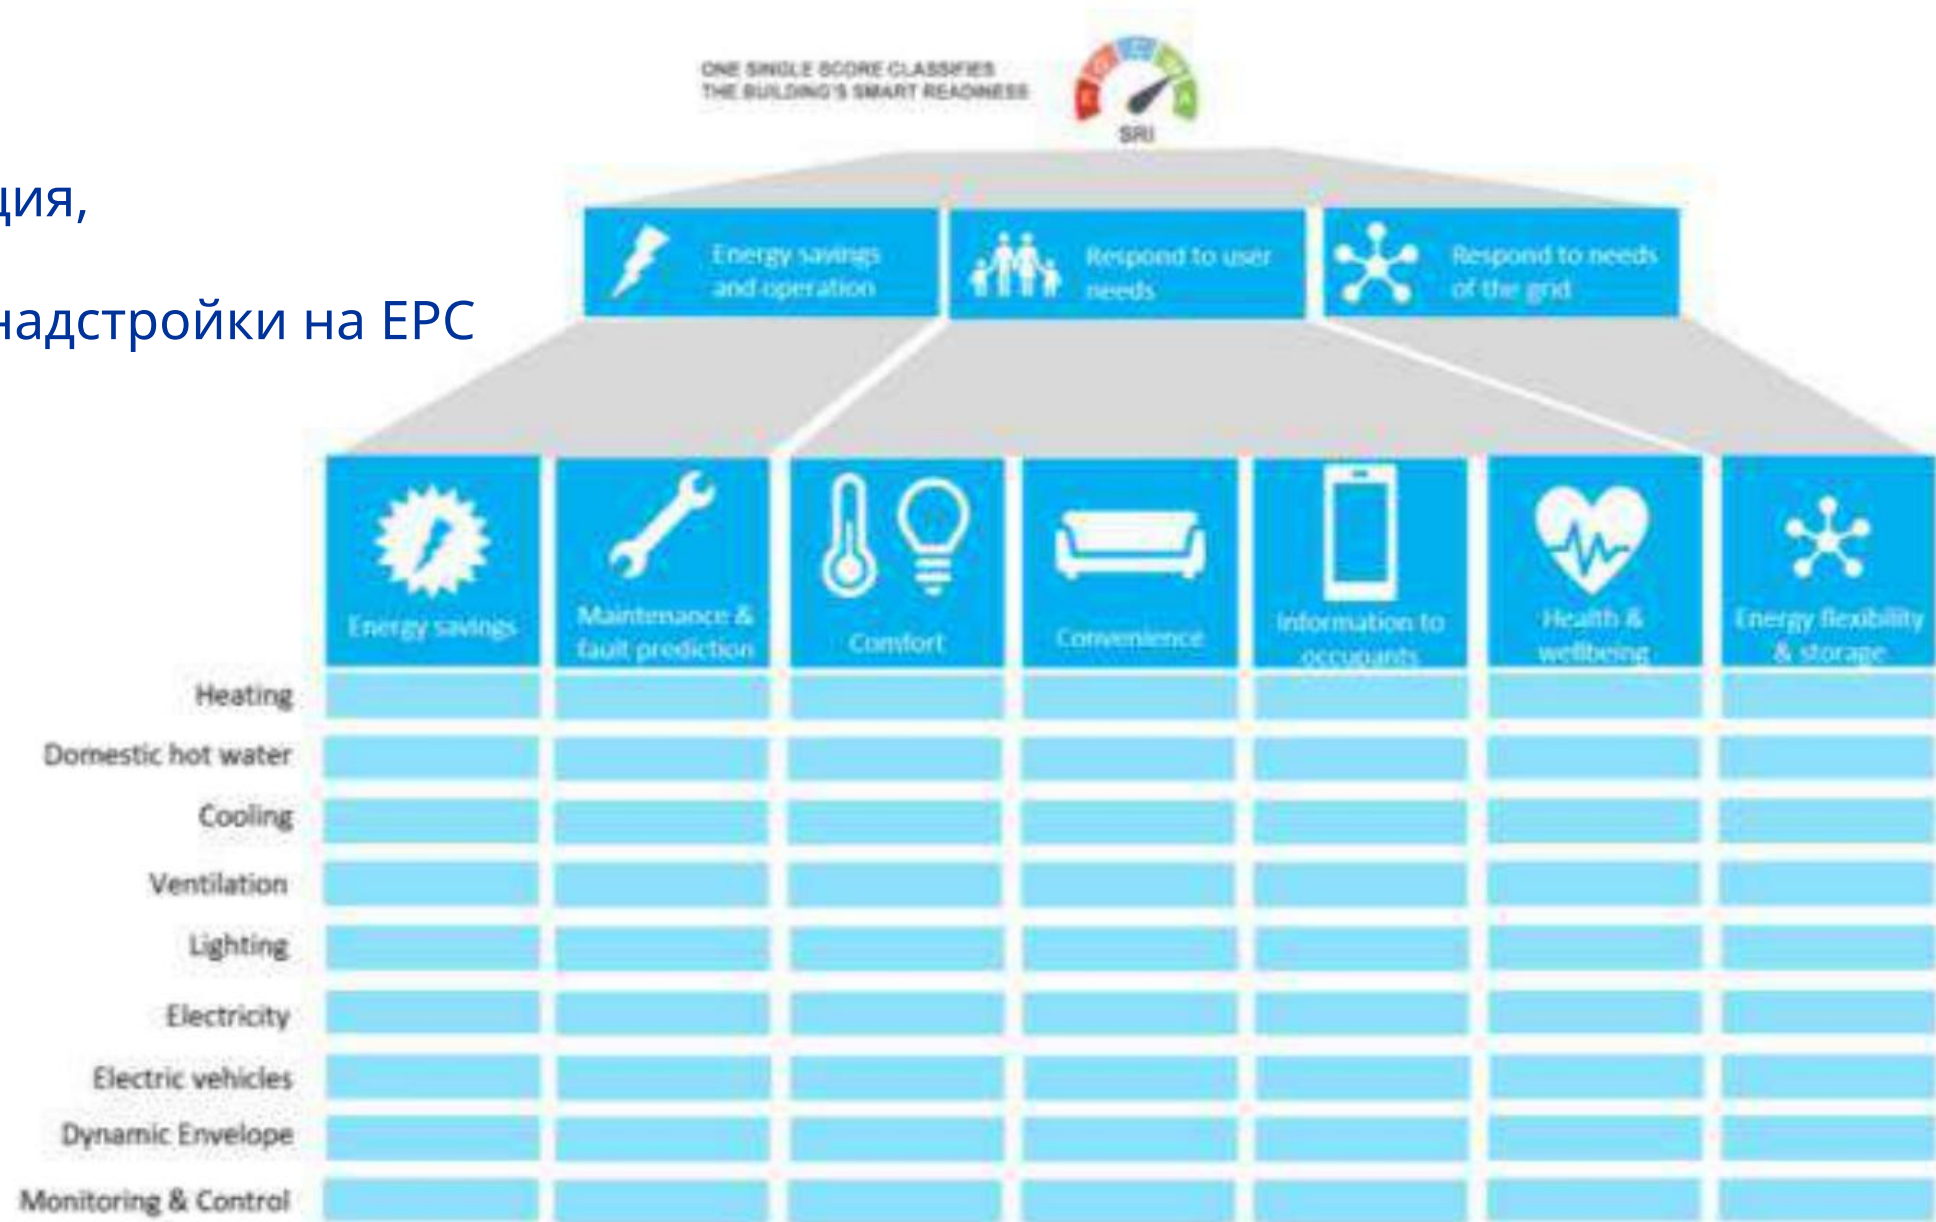 ONE SINGLE SCORE CLASSIFIES
THE BUILDING'S SMART READINESS
SRI
ция,
надстройки на EPC
Energy savings
and operation
Respond to user
needs
Respond to needs
of the grid
Energy savings
Maintenance &
fault prediction
Comfort
Convenience
Information to
occupants
Health &
wellbeing
Energy flexibility
& storage
Heating
Domestic hot water
Cooling
Ventilation
Lighting
Electricity
Electric vehicles
Dynamic Envelope
Monitoring & Control